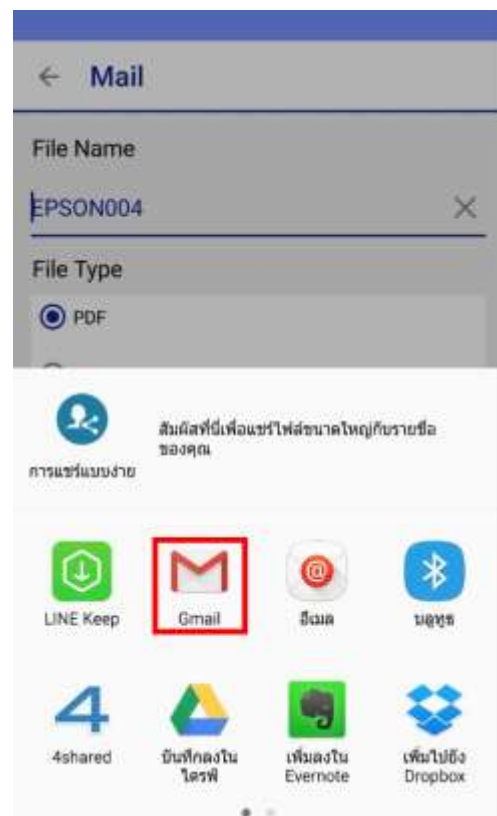 Mail
File Name
EPSON004
File Type
PDF
สัมผัสที่นี่เพื่อแชร์ไฟล์ขนาดใหญ่กับรายชื่อ
ของคุณ
การแชร์แบบง่าย
LINE Keep
Gmail
อีเมล
บลูทูธ
4shared
บันทึกลงใน
ไดรฟ์
เพิ่มลงใน
Evernote
เพิ่มไปยัง
Dropbox